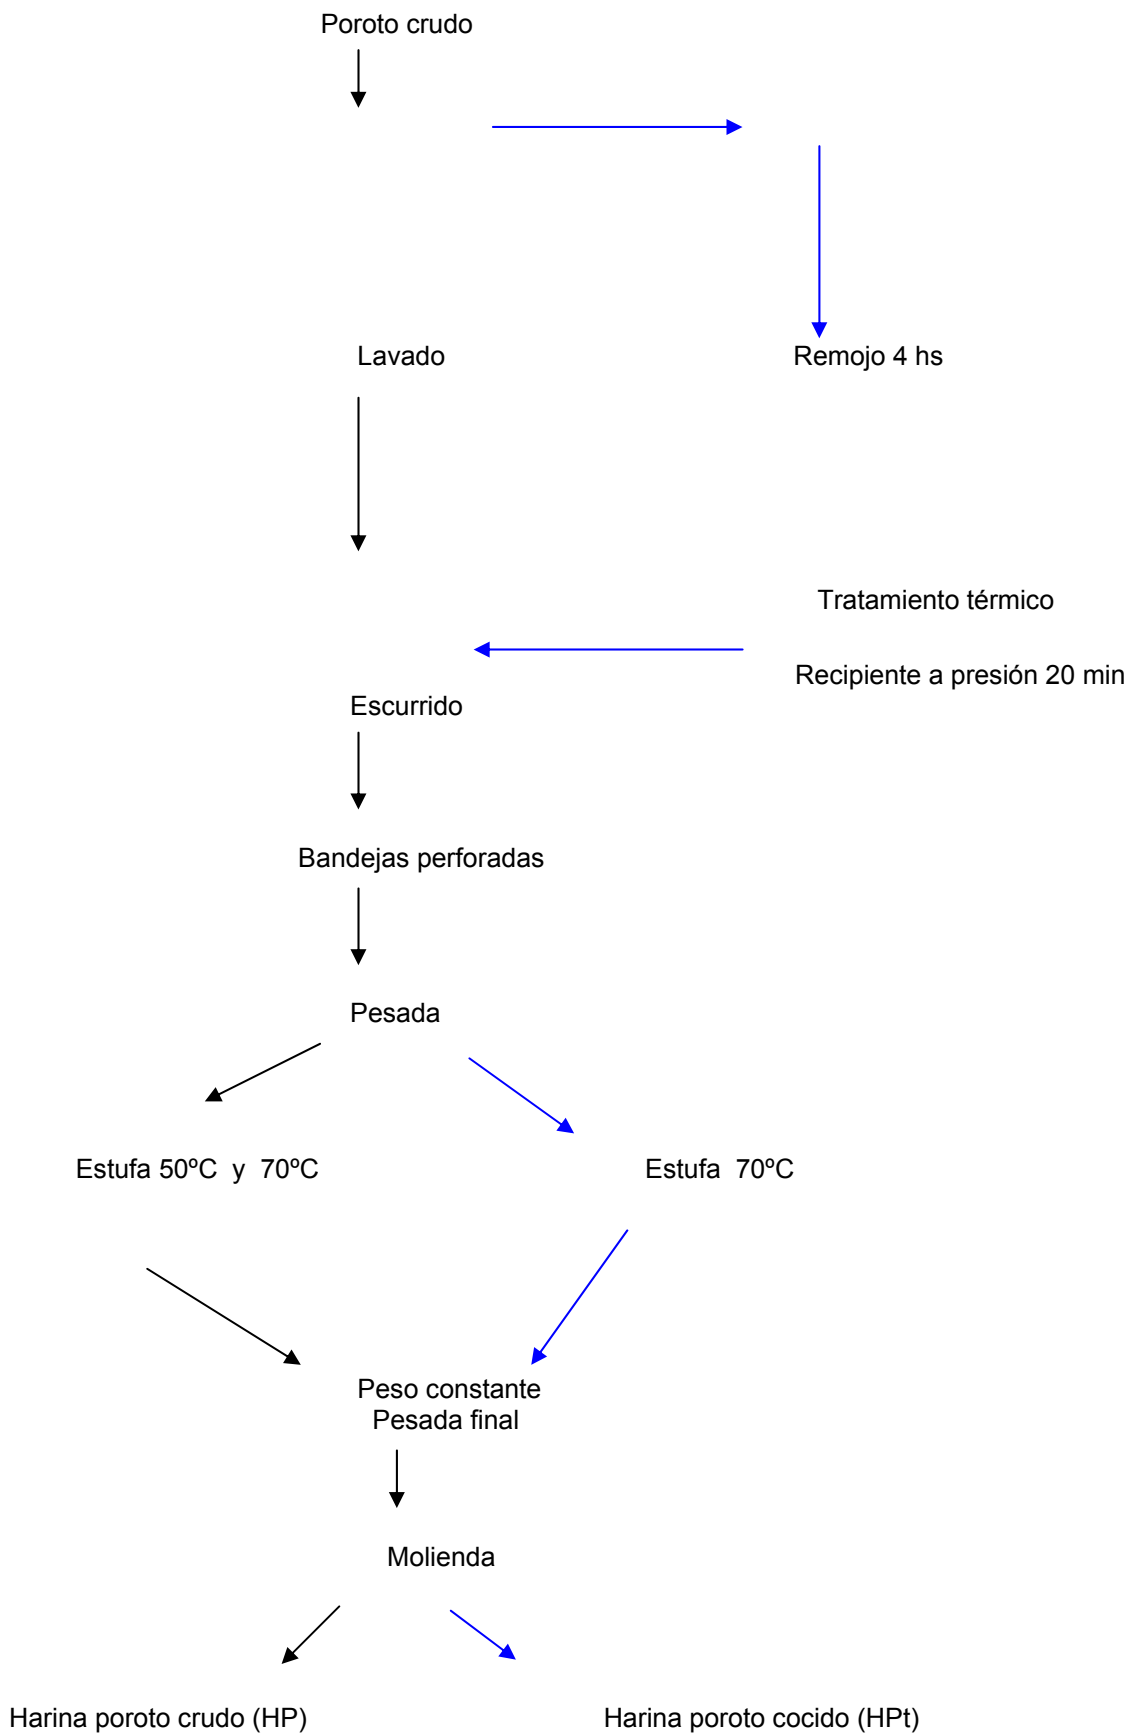 Poroto crudo
Lavado
Remojo 4 hs
Tratamiento térmico
Recipiente a presión 20 min
Escurrido
Bandejas perforadas
Pesada
Estufa 50ºC y 70ºC
Estufa 70ºC
Peso constante
Pesada final
Molienda
Harina poroto crudo (HP)
Harina poroto cocido (HPt)